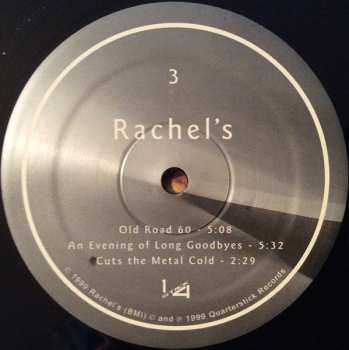 3
Rachel's
Old Road 60 - 5:08
An Evening of Long Goodbyes - 5:32
Cuts the Metal Cold - 2:29
© 1999 Rachel's (BMI) © and ℗ 1999 Quarterstick Records